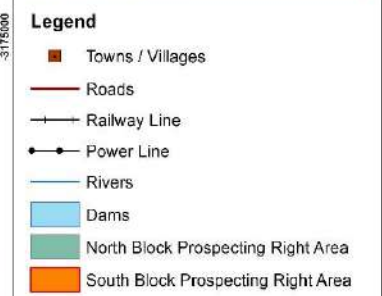 -3175000
Legend
Towns / Villages
Roads
Railway Line
Power Line
Rivers
Dams
North Block Prospecting Right Area
South Block Prospecting Right Area